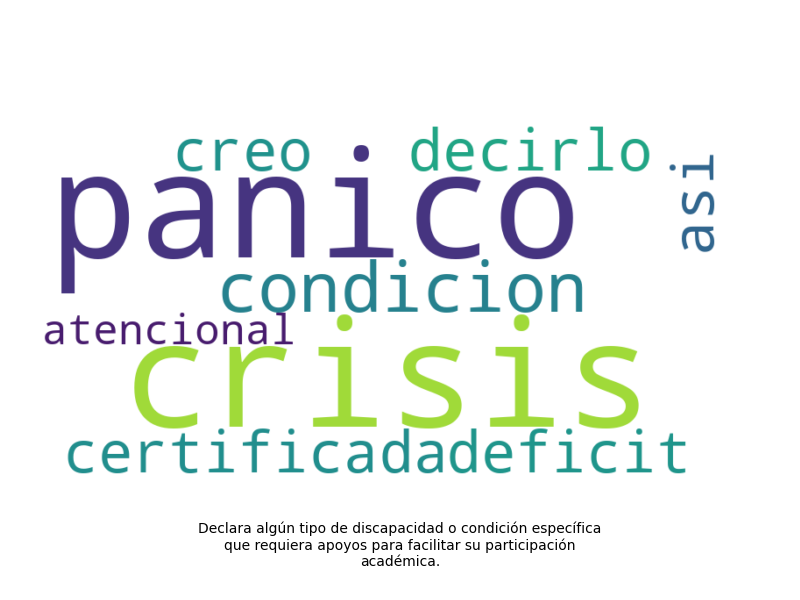 creo decirlo
panico
asi
condicion
atencional
crisis
certificadadeficit
Declara algún tipo de discapacidad o condición específica
que requiera apoyos para facilitar su participación
académica.